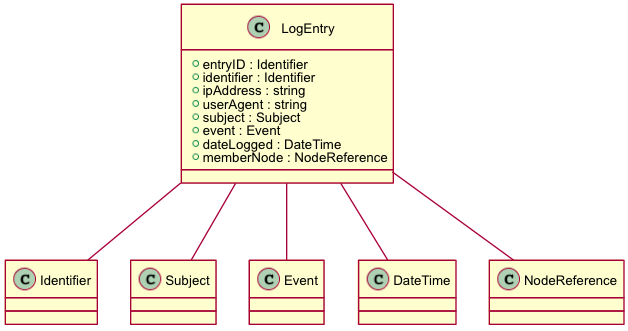 C LogEntry
entryID : Identifier
identifier : Identifier
ipAddress : string
userAgent : string
subject : Subject
event : Event
dateLogged : DateTime
memberNode : NodeReference
C Identifier
C Subject
C Event
C DateTime
C NodeReference